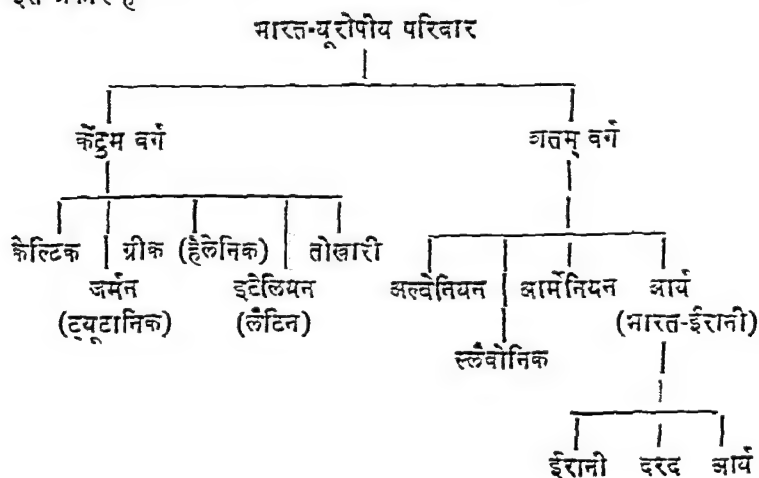 इस प्रकार है
भारत-यूरोपीय परिवार
केंटुम वर्ग शतम् वर्ग
कैल्टिक ग्रीक (हैलेनिक) तोखारी
जर्मन इटैलियन
(ट्यूटानिक) (लैटिन)
अल्वेनियन आर्मेनियन आर्य
(भारत-ईरानी)
स्लैवोनिक
ईरानी दरद आर्य